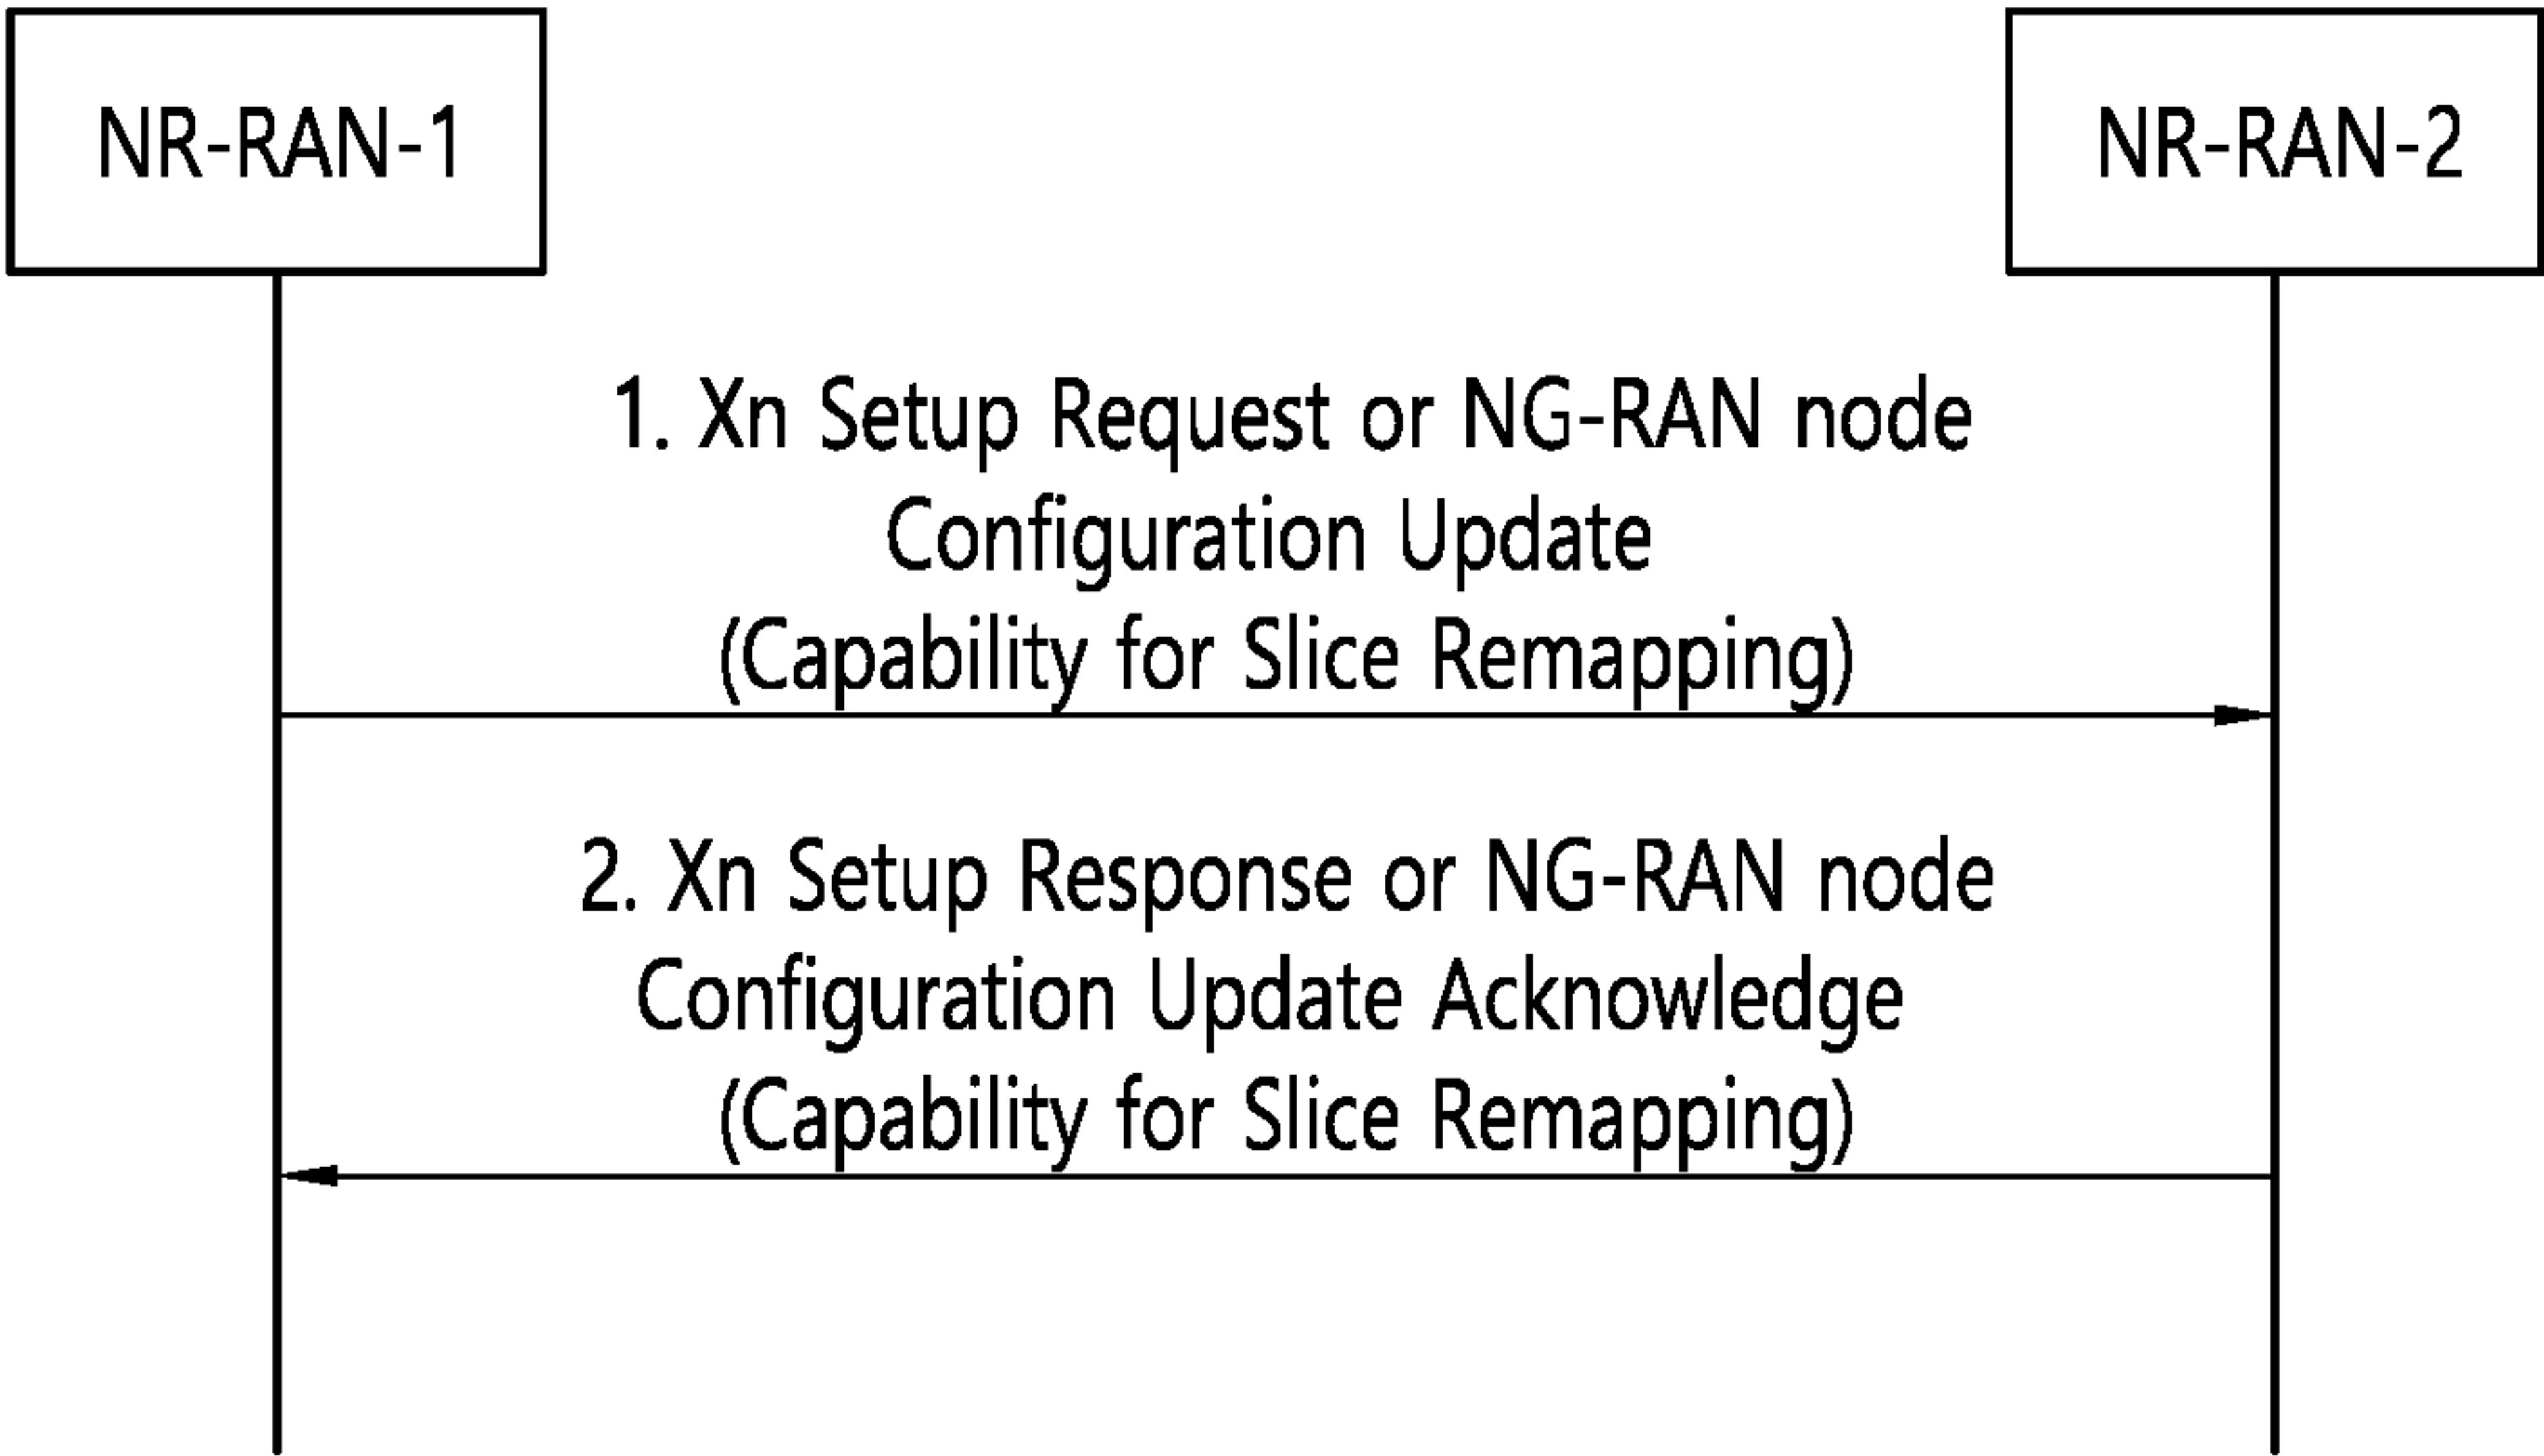 NR-RAN-1
NR-RAN-2
1. Xn Setup Request or NG-RAN node
Configuration Update
(Capability for Slice Remapping)
2. Xn Setup Response or NG-RAN node
Configuration Update Acknowledge
(Capability for Slice Remapping)